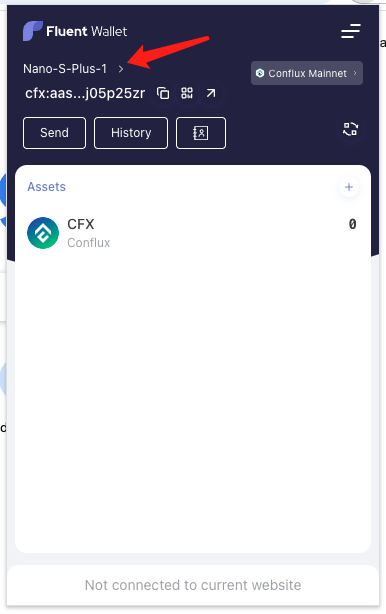 Fluent Wallet
Nano-S-Plus-1
Conflux Mainnet
cfx:aas...j05p25zr
Send
History
Assets
+
CFX
0
Conflux
Not connected to current website